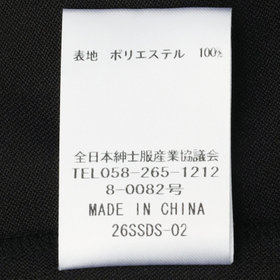 表地 ポリエステル 100%
全日本紳士服産業協議会
TEL058-265-1212
8-0082号
MADE IN CHINA
26SSDS-02